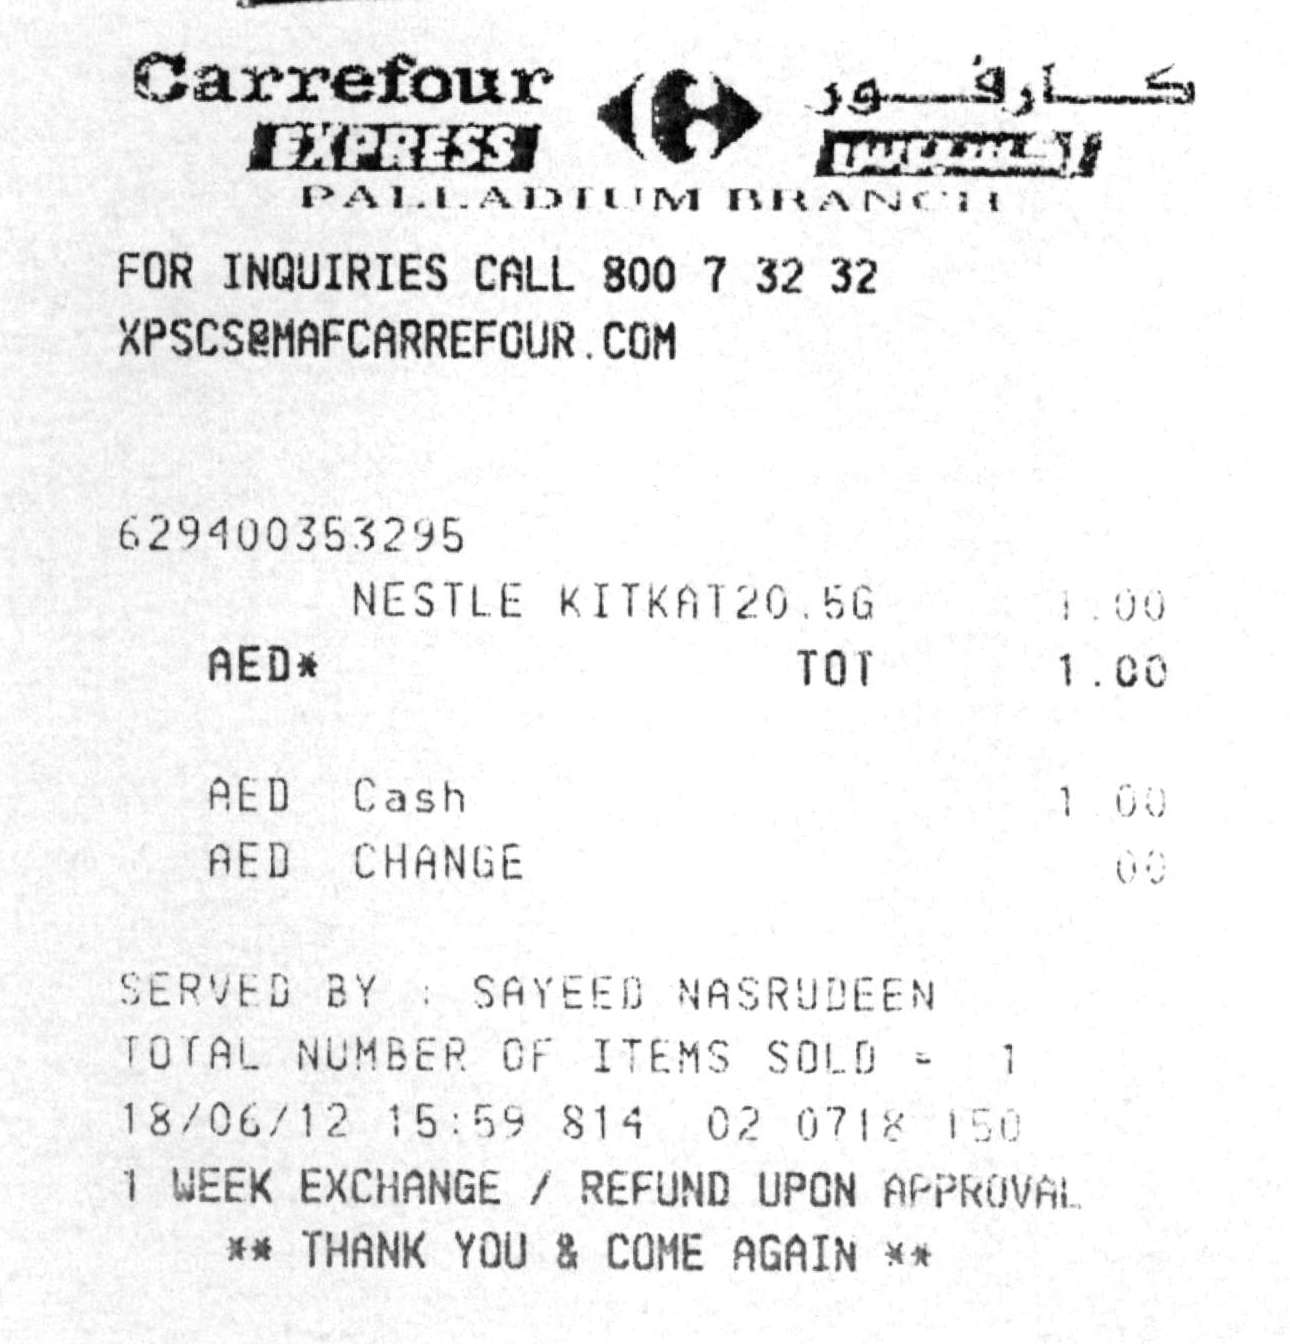 Carrefour كارفور
EXPRESS إكسبريس
PALLADIUM BRANCH
FOR INQUIRIES CALL 800 7 32 32
XPSCS@MAFCARREFOUR.COM
629400353295
NESTLE KITKAT20.5G 1.00
AED* TOT 1.00
AED Cash 1.00
AED CHANGE 00
SERVED BY : SAYEED NASRUDEEN
TOTAL NUMBER OF ITEMS SOLD = 1
18/06/12 15:59 814 02 0718 150
1 WEEK EXCHANGE / REFUND UPON APPROVAL
** THANK YOU & COME AGAIN **